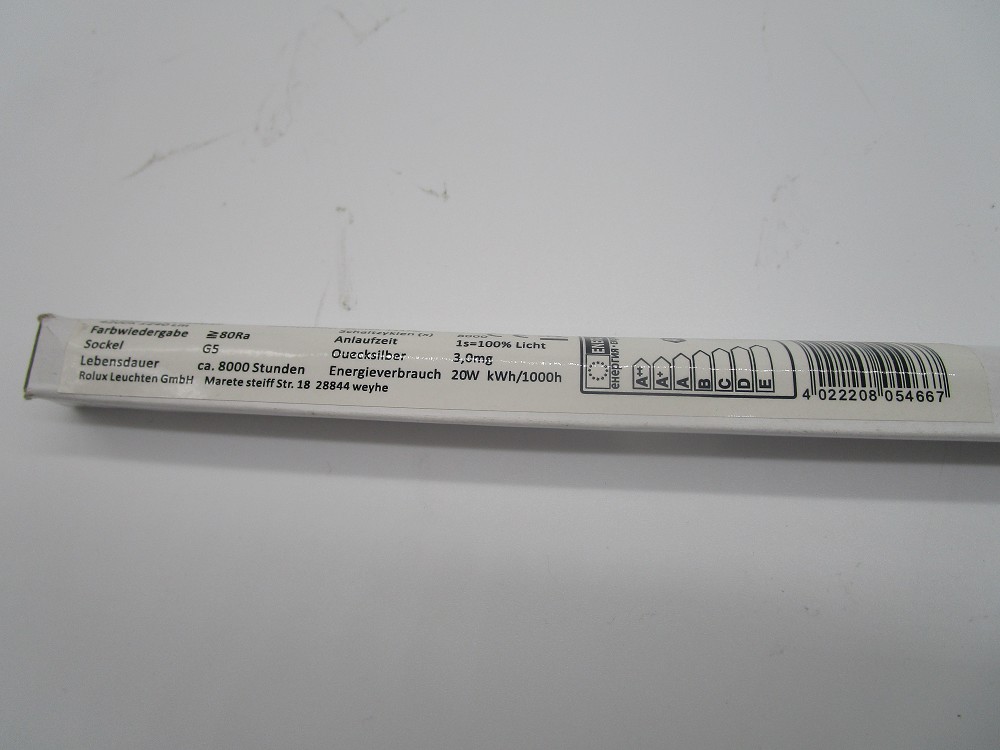 Farbwiedergabe ≧80Ra
Sockel G5
Lebensdauer ca. 8000 Stunden
Rolux Leuchten GmbH Marete steiff Str. 18 28844 weyhe
Schaltzyklen (x)
Anlaufzeit 1s=100% Licht
Quecksilber 3,0mg
Energieverbrauch 20W kWh/1000h
A++
A+
A
B
C
D
E
4 022208 054667